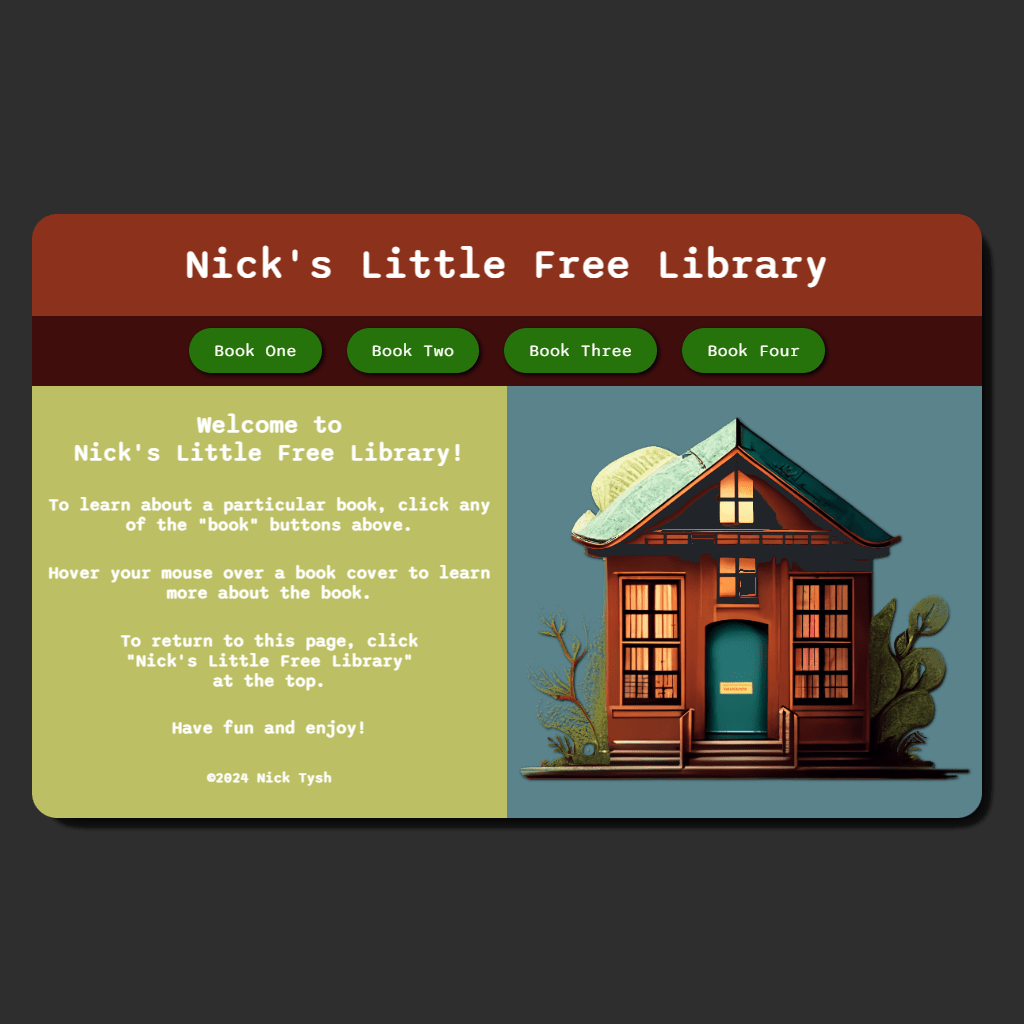 Nick's Little Free Library
Book One
Book Two
Book Three
Book Four
Welcome to
Nick's Little Free Library!
To learn about a particular book, click any
of the "book" buttons above.
Hover your mouse over a book cover to learn
more about the book.
To return to this page, click
"Nick's Little Free Library"
at the top.
Have fun and enjoy!
©2024 Nick Tysh